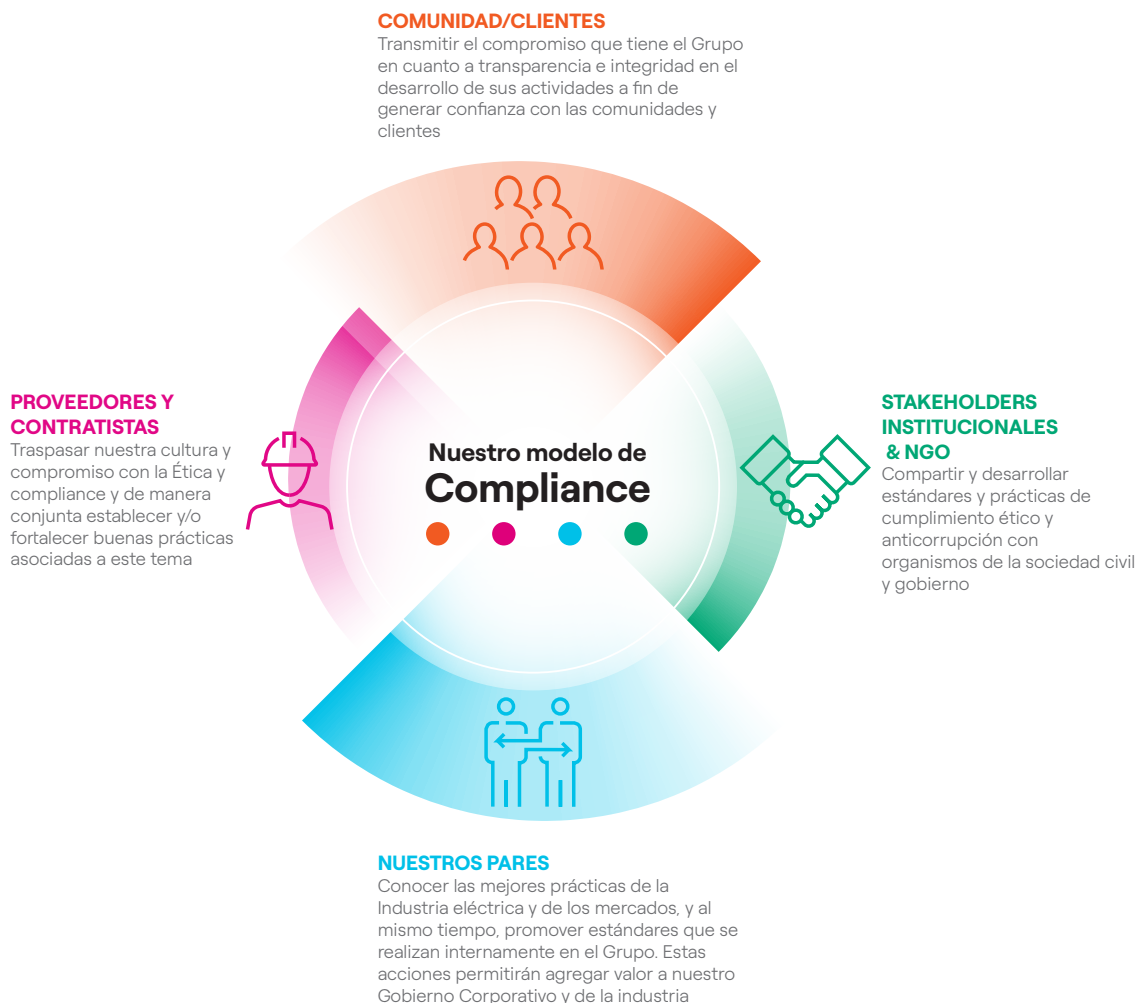 COMUNIDAD/CLIENTES
Transmitir el compromiso que tiene el Grupo
en cuanto a transparencia e integridad en el
desarrollo de sus actividades a fin de
generar confianza con las comunidades y
clientes
PROVEEDORES Y
CONTRATISTAS
Traspasar nuestra cultura y
compromiso con la Ética y
compliance y de manera
conjunta establecer y/o
fortalecer buenas prácticas
asociadas a este tema
Nuestro modelo de
Compliance
STAKEHOLDERS
INSTITUCIONALES
& NGO
Compartir y desarrollar
estándares y prácticas de
cumplimiento ético y
anticorrupción con
organismos de la sociedad civil
y gobierno
NUESTROS PARES
Conocer las mejores prácticas de la
Industria eléctrica y de los mercados, y al
mismo tiempo, promover estándares que se
realizan internamente en el Grupo. Estas
acciones permitirán agregar valor a nuestro
Gobierno Corporativo y de la industria